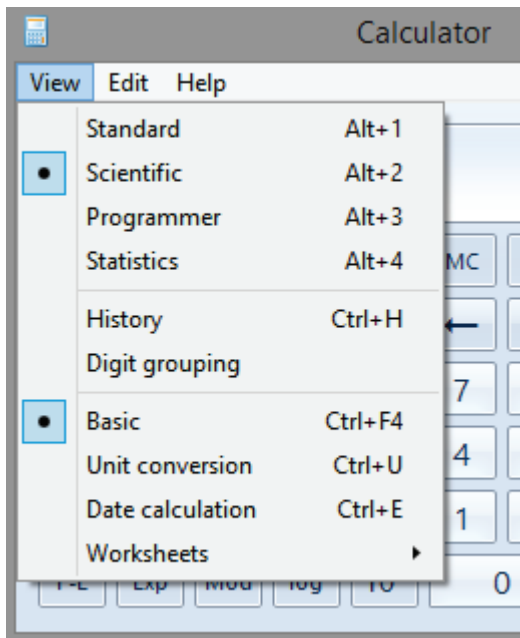 Calculator
View Edit Help
Standard Alt+1
Scientific Alt+2
Programmer Alt+3
Statistics Alt+4
MC
History Ctrl+H
←
Digit grouping
7
Basic Ctrl+F4
4
Unit conversion Ctrl+U
Date calculation Ctrl+E
1
Worksheets
0